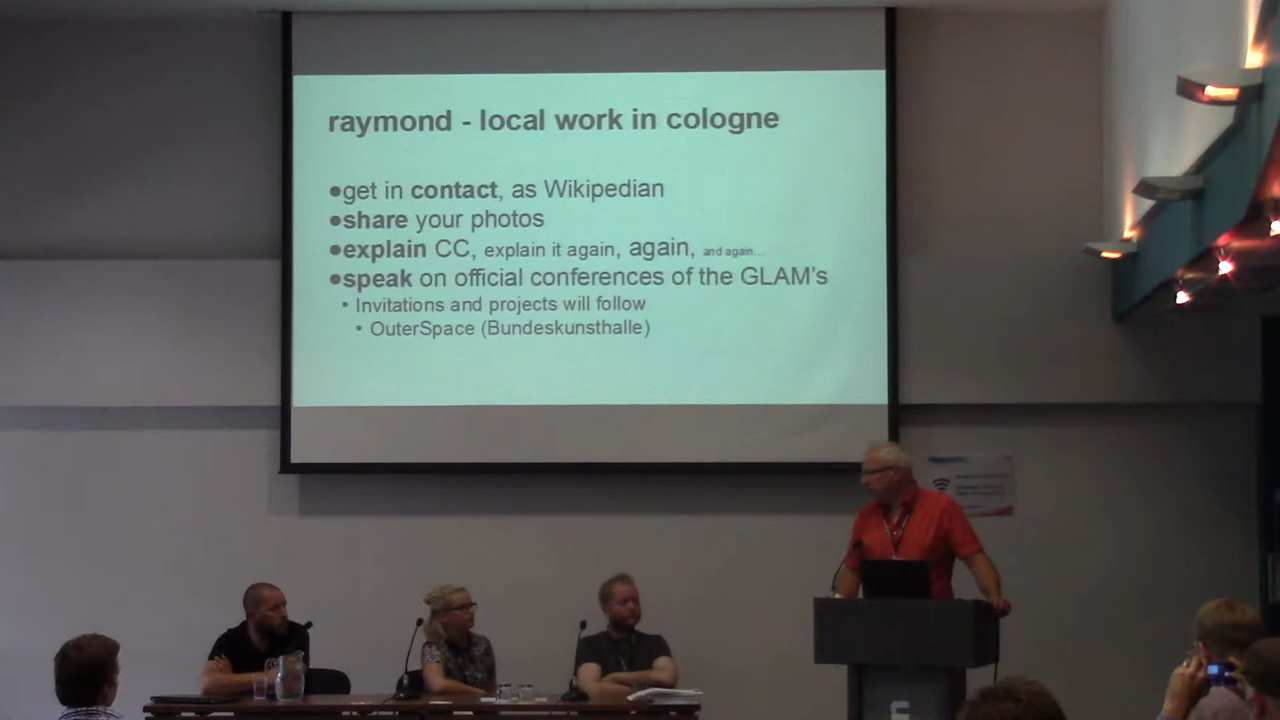 raymond - local work in cologne
●get in contact, as Wikipedian
●share your photos
●explain CC, explain it again, again, and again...
●speak on official conferences of the GLAM's
• Invitations and projects will follow
• OuterSpace (Bundeskunsthalle)